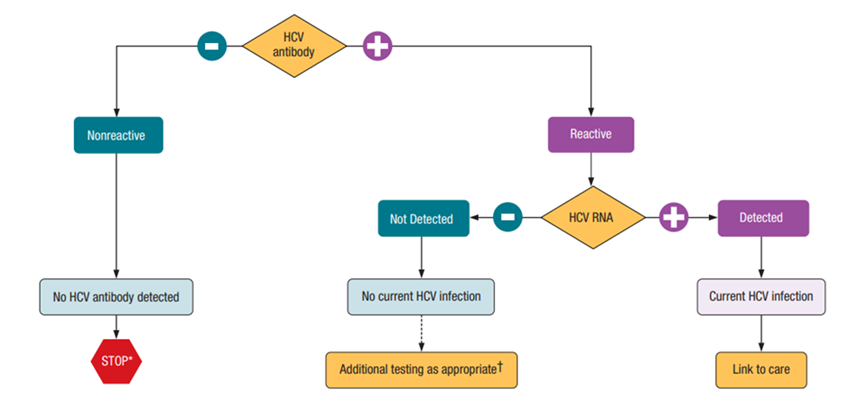 HCV
antibody
Nonreactive
Reactive
Not Detected
HCV RNA
Detected
No HCV antibody detected
No current HCV infection
Current HCV infection
STOP*
Additional testing as appropriate†
Link to care